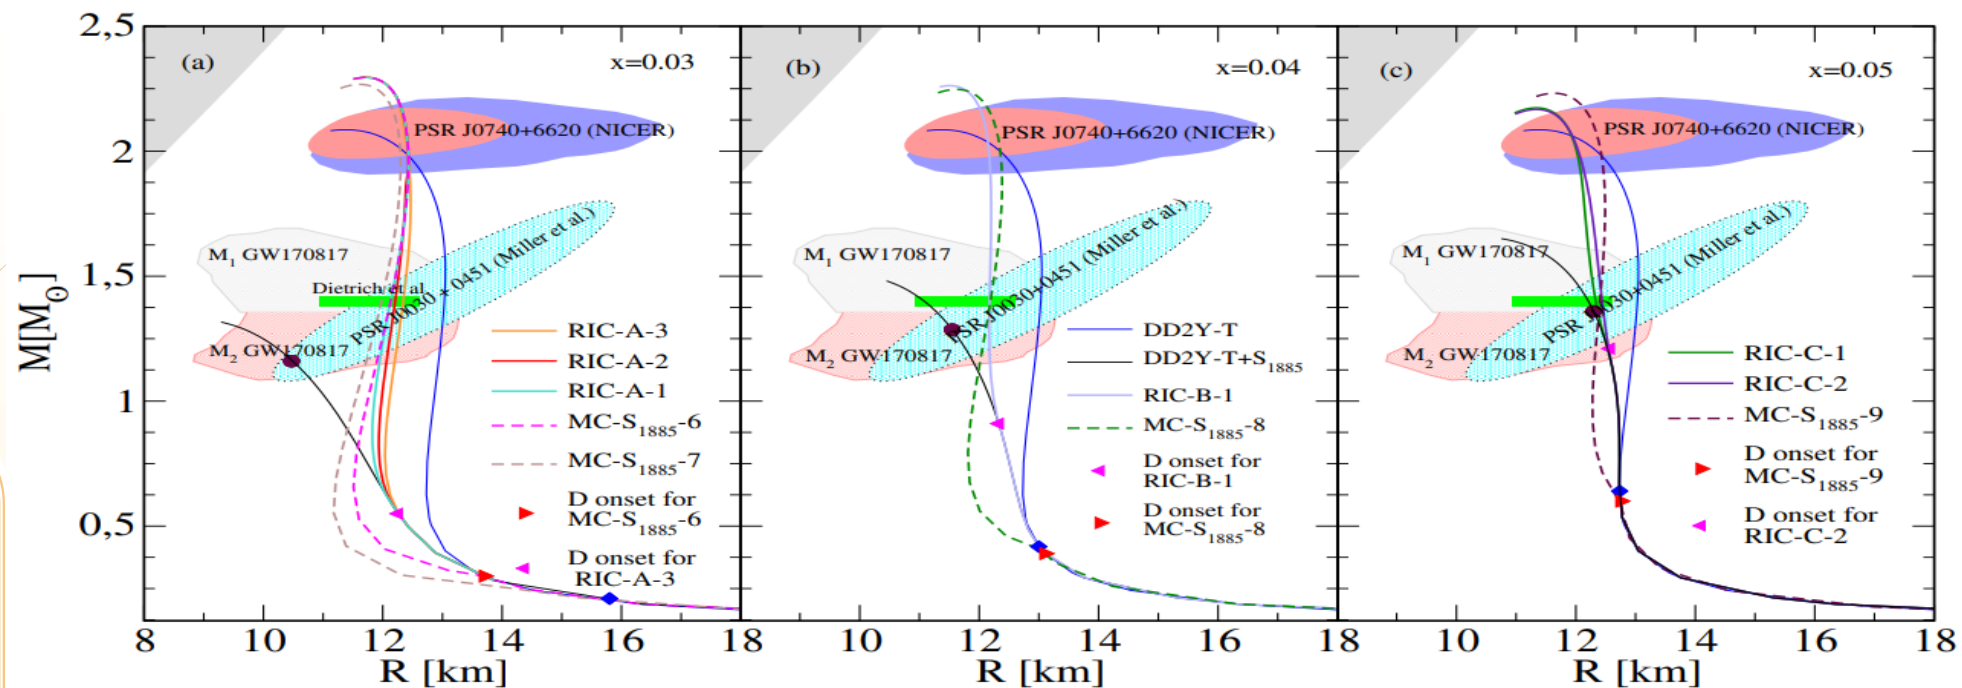 2,5
2
1,5
1
0,5
M[M⊙]
(a)
x=0.03
PSR J0740+6620 (NICER)
M1 GW170817
Dietrich et al.
PSR J0030 + 0451 (Miller et al.)
M2 GW170817
RIC-A-3
RIC-A-2
RIC-A-1
MC-S1885-6
MC-S1885-7
D onset for
MC-S1885-6
D onset for
RIC-A-3
8
10
12
14
16
18
R [km]
(b)
x=0.04
PSR J0740+6620 (NICER)
M1 GW170817
PSR J0030+0451 (Miller et al.)
M2 GW170817
DD2Y-T
DD2Y-T+S1885
RIC-B-1
MC-S1885-8
D onset for
RIC-B-1
D onset for
MC-S1885-8
10
12
14
16
18
R [km]
(c)
x=0.05
PSR J0740+6620 (NICER)
M1 GW170817
PSR J0030+0451 (Miller et al.)
M2 GW170817
RIC-C-1
RIC-C-2
MC-S1885-9
D onset for
MC-S1885-9
D onset for
RIC-C-2
10
12
14
16
18
R [km]